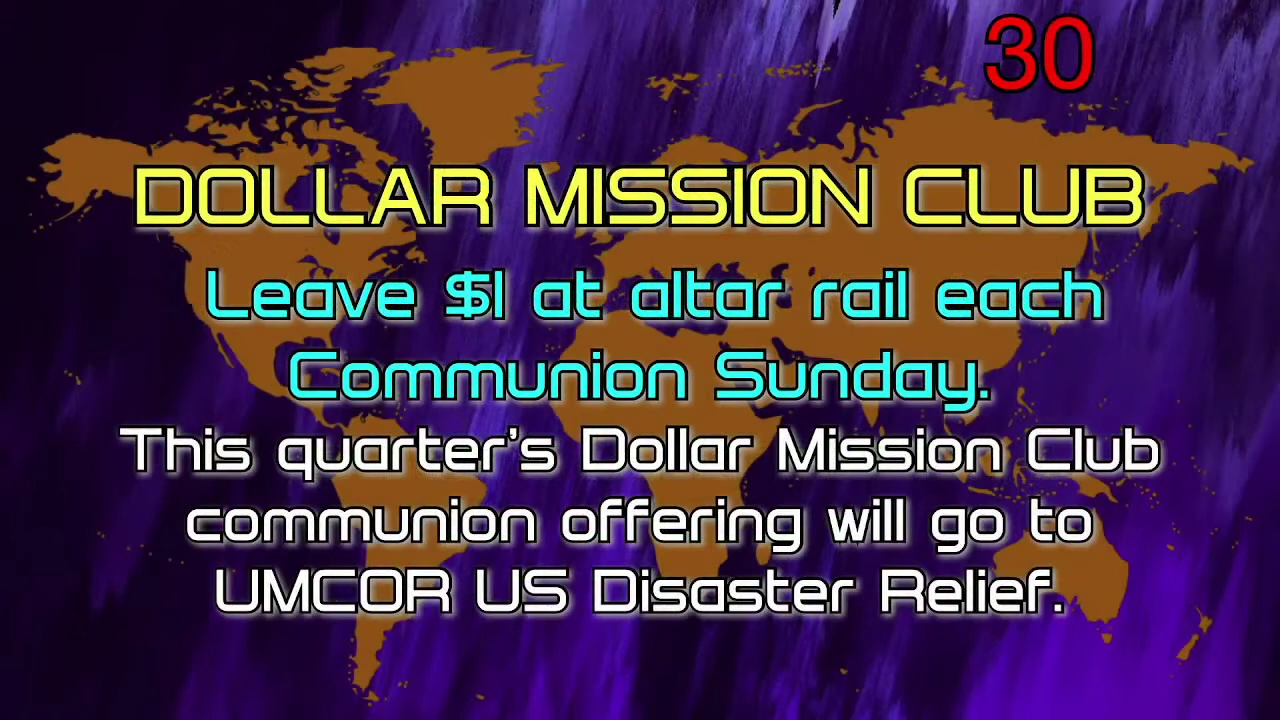 30
DOLLAR MISSION CLUB
Leave $1 at altar rail each
Communion Sunday.
This quarter's Dollar Mission Club
communion offering will go to
UMCOR US Disaster Relief.